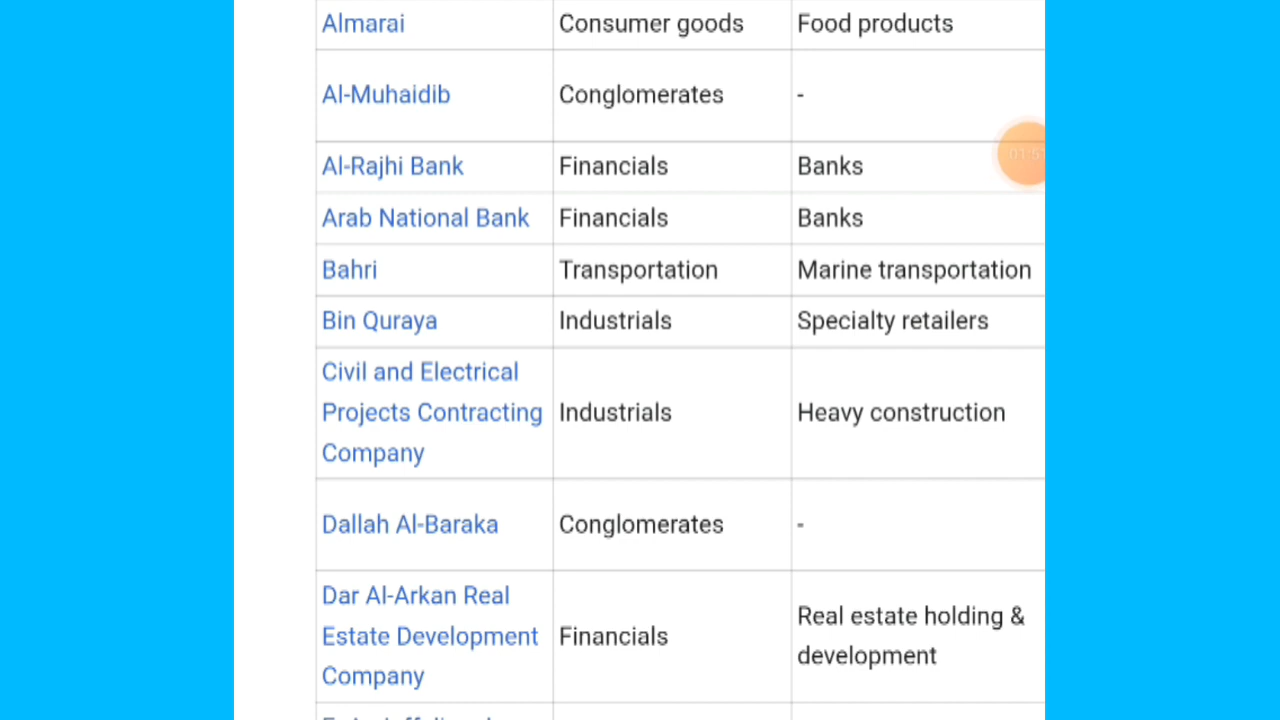 Almarai Consumer goods Food products
Al-Muhaidib Conglomerates -
Al-Rajhi Bank Financials Banks
Arab National Bank Financials Banks
Bahri Transportation Marine transportation
Bin Quraya Industrials Specialty retailers
Civil and Electrical
Projects Contracting Industrials Heavy construction
Company
Dallah Al-Baraka Conglomerates -
Dar Al-Arkan Real
Real estate holding &
Estate Development Financials
development
Company